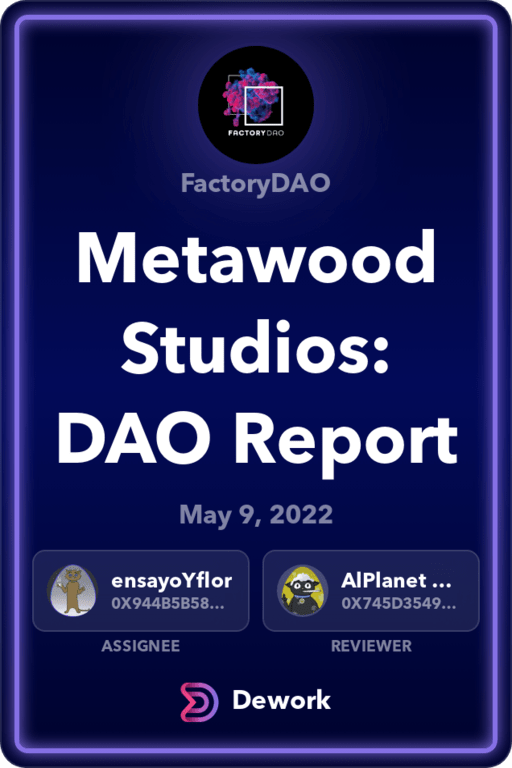 FACTORYDAO
FactoryDAO
Metawood
Studios:
DAO Report
May 9, 2022
ensayoYflor
0X944B5B58...
AlPlanet ...
0X745D3549...
ASSIGNEE
REVIEWER
Dework